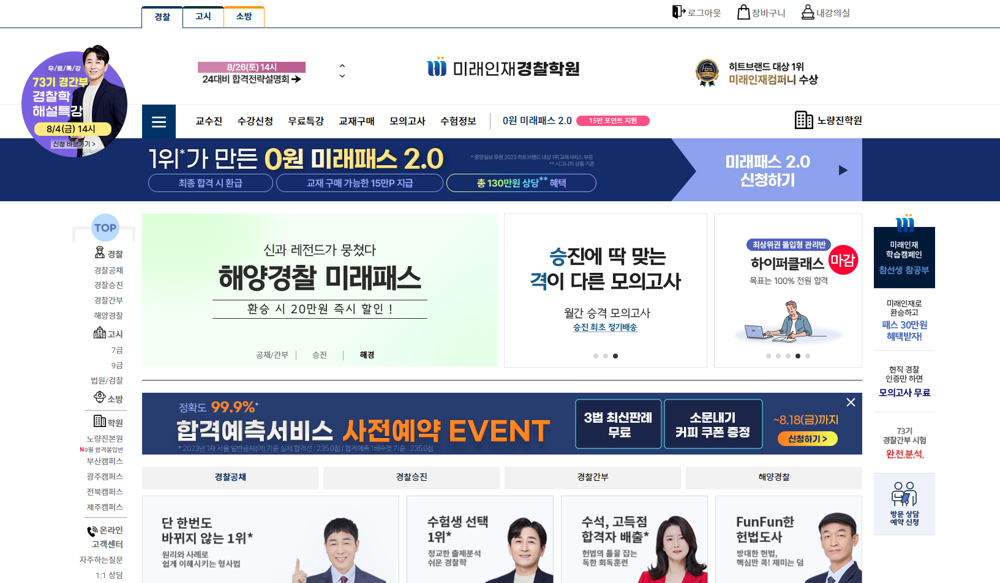 경찰
고시
소방
로그아웃
장바구니
내강의실
무/료/특/강
73기 경간부
경찰학
해설특강
8/4(금) 14시
신청 바로가기 >
8/26(토) 14시
24대비 합격전략설명회
미래인재경찰학원
히트브랜드 대상 1위
미래인재컴퍼니 수상
교수진
수강신청
무료특강
교재구매
모의고사
수험정보
0원 미래패스 2.0
15만 포인트 지원
노량진학원
1위*가 만든 0원 미래패스 2.0
* 중앙일보 후원 2023 히트브랜드 대상 1위 교육서비스 부문
** 시그니처 상품 기준
최종 합격 시 환급
교재 구매 가능한 15만P 지급
총 130만원 상당** 혜택
미래패스 2.0
신청하기
TOP
경찰
경찰공채
경찰승진
경찰간부
해양경찰
고시
7급
9급
법원/검찰
소방
학원
노량진본원
N9월 합격몰입반
부산캠퍼스
광주캠퍼스
전북캠퍼스
제주캠퍼스
온라인
고객센터
자주하는질문
1:1 상담
신과 레전드가 뭉쳤다
해양경찰 미래패스
환승 시 20만원 즉시 할인 !
공채/간부
승진
해경
승진에 딱 맞는
격이 다른 모의고사
월간 승격 모의고사
승진 최초 정기배송
최상위권 몰입형 관리반
하이퍼클래스
마감
목표는 100% 전원 합격
미래인재
학습캠페인
참선생 참공부
미래인재로
환승하고
패스 30만원
혜택받자!
현직 경찰
인증만 하면
모의고사 무료
73기
경찰간부 시험
완.전.분.석.
방문 상담
예약 신청
정확도 99.9%*
합격예측서비스 사전예약 EVENT
* 2023년 1차 서울 일반공채(여) 기준 실제 합격선 : 235.0점 / 합격예측 1배수컷 기준 : 235.0점
3법 최신판례
무료
소문내기
커피 쿠폰 증정
~8.18(금)까지
신청하기 >
경찰공채
경찰승진
경찰간부
해양경찰
단 한번도
바뀌지 않는 1위*
원리와 사례로
쉽게 이해시키는 형사법
수험생 선택
1위*
정교한 출제분석
쉬운 경찰학
수석, 고득점
합격자 배출*
헌법의 틀을 잡는
독한 회독훈련
FunFun한
헌법도사
방대한 헌법,
핵심만 콕! 재미는 덤